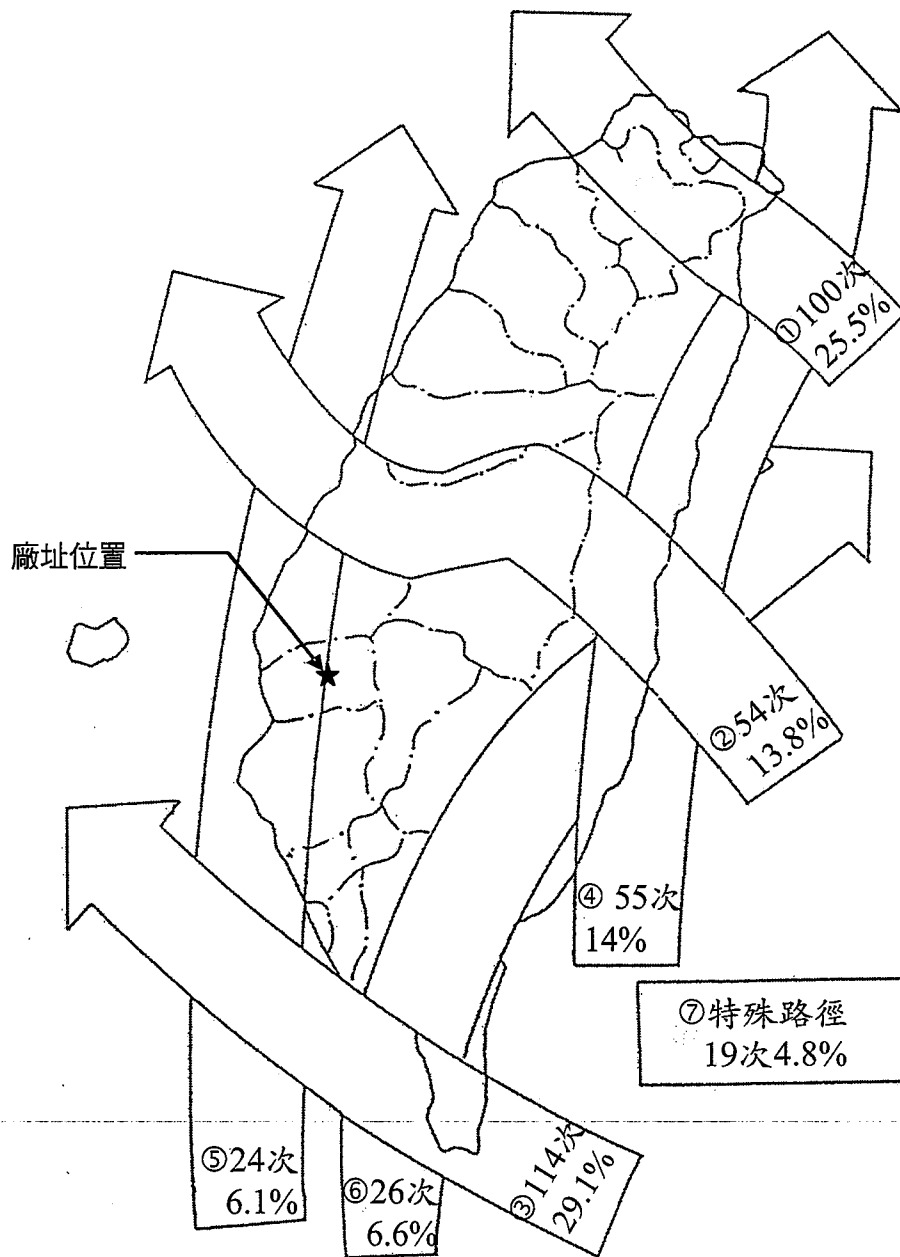 ①100次
25.5%
廠址位置
②54次
13.8%
④ 55次
14%
⑦特殊路徑
19次4.8%
⑤24次
6.1%
⑥26次
6.6%
③114次
29.1%